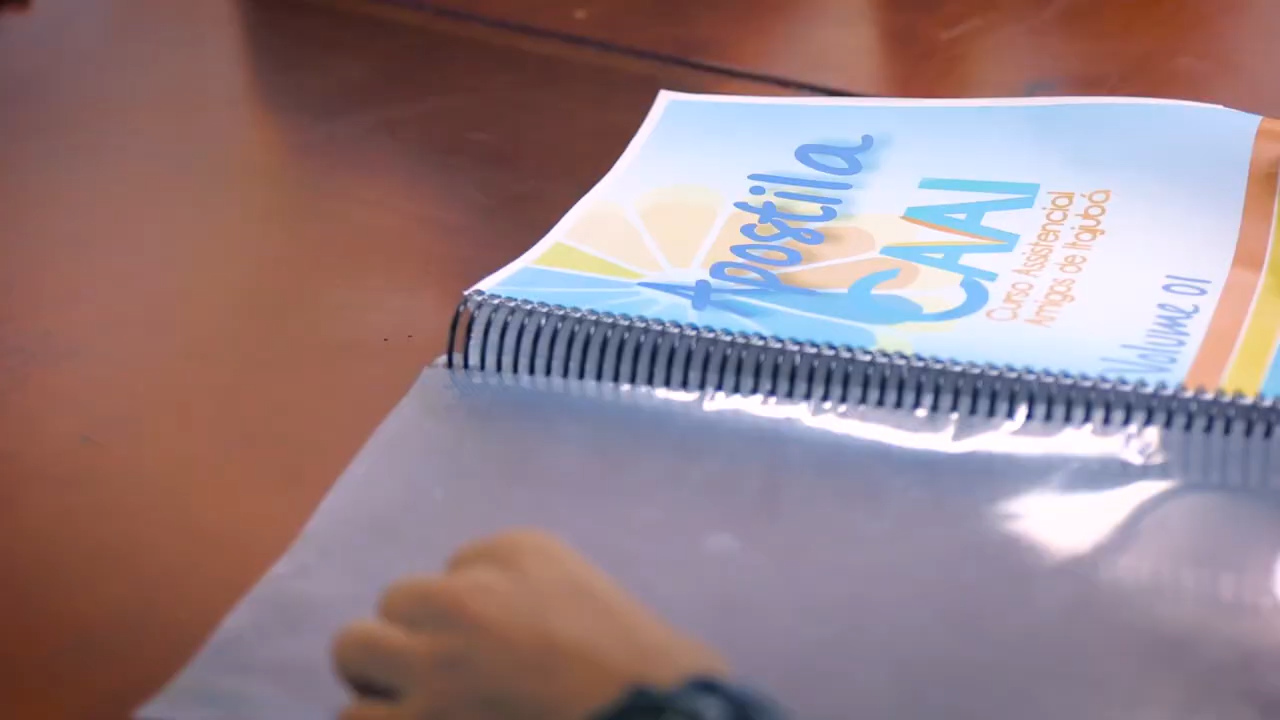 Apostila
CAAI
Curso Assistencial
Amigos de Itajubá
Volume 01